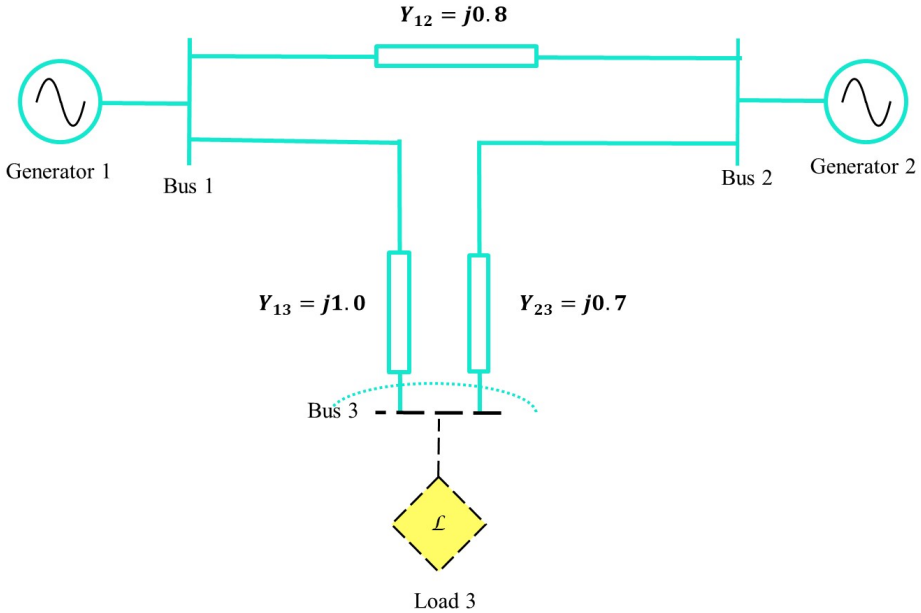 Y₁₂ = j0.8
Generator 1
Bus 1
Bus 2
Generator 2
Y₁₃ = j1.0
Y₂₃ = j0.7
Bus 3
ℒ
Load 3